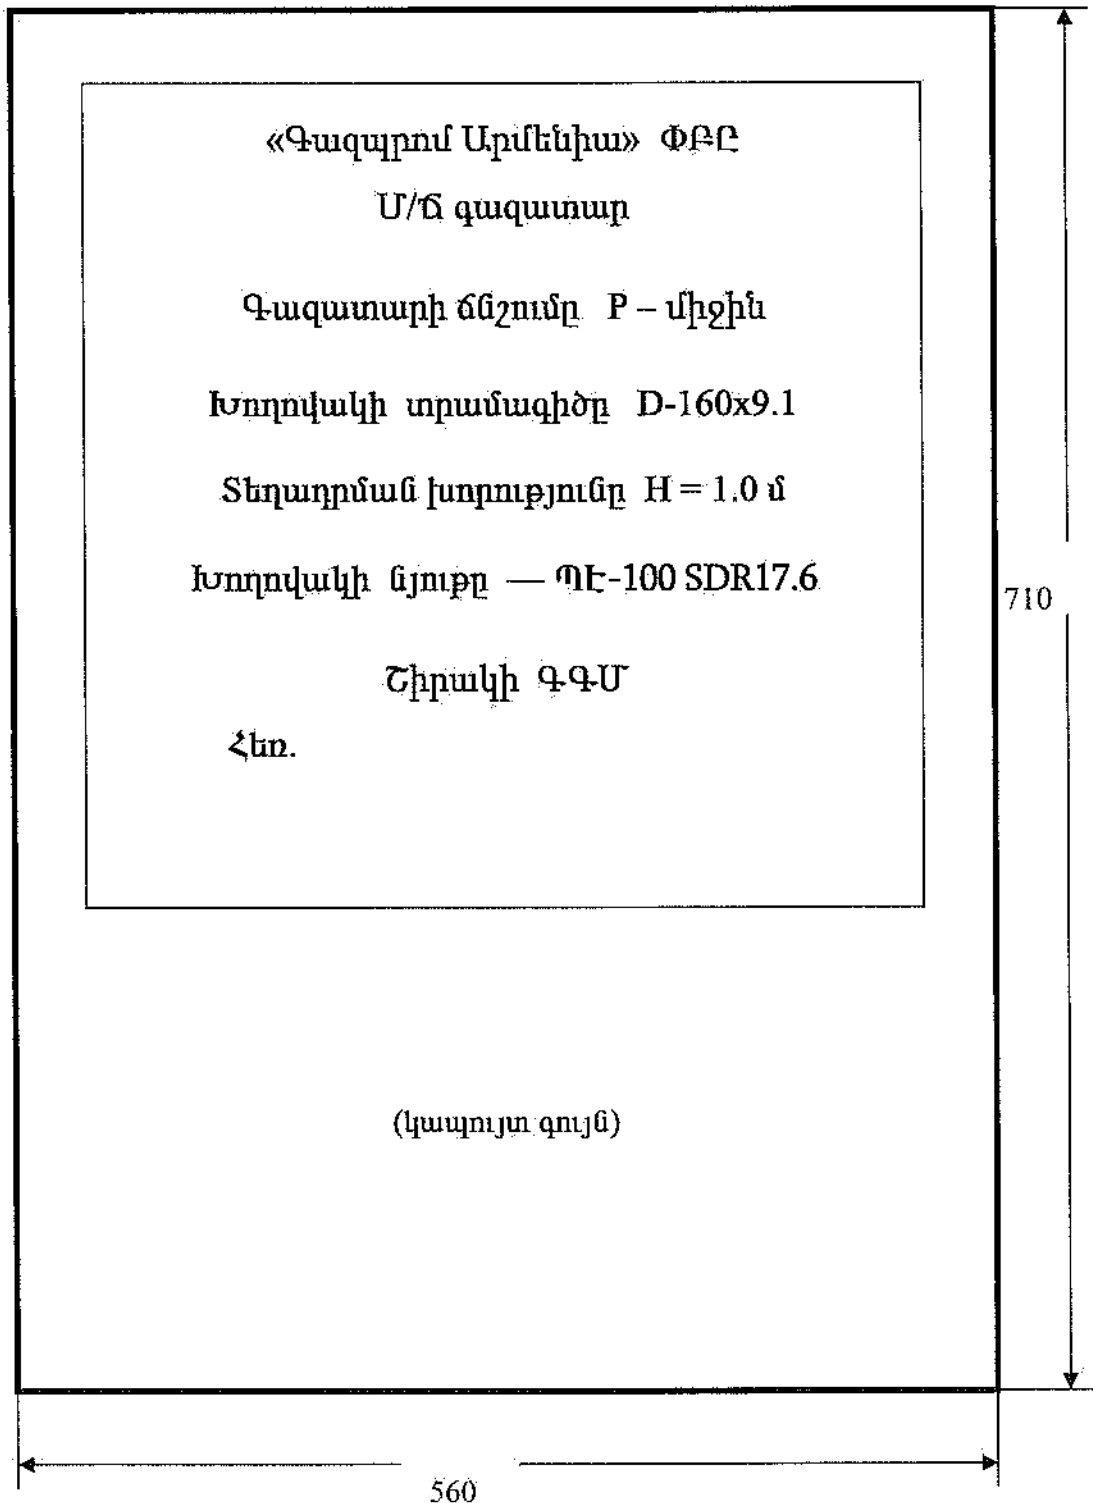 «Գազպրոմ Արմենիա» ՓԲԸ
Մ/Ճ գազատար
Գազատարի ճնշումը P – միջին
Խողովակի տրամագիծը D-160x9.1
Տեղադրման խորությունը H = 1.0 մ
Խողովակի նյութը — ՊԷ-100 SDR17.6
710
Շիրակի ԳԳՄ
Հեռ.
(կապույտ գույն)
560